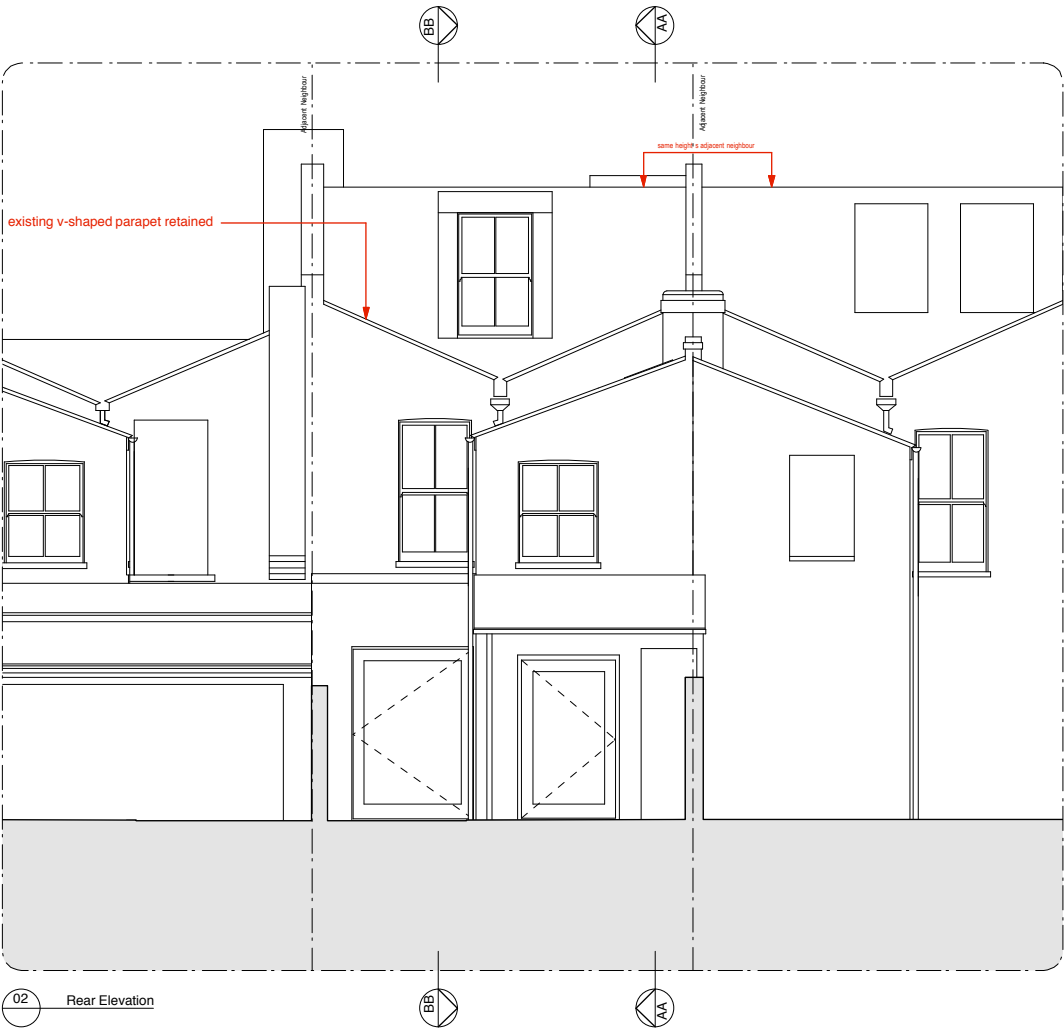 BB
AA
Adjacent Neighbour
Adjacent Neighbour
same height s adjacent neighbour
existing v-shaped parapet retained
02
Rear Elevation
BB
AA